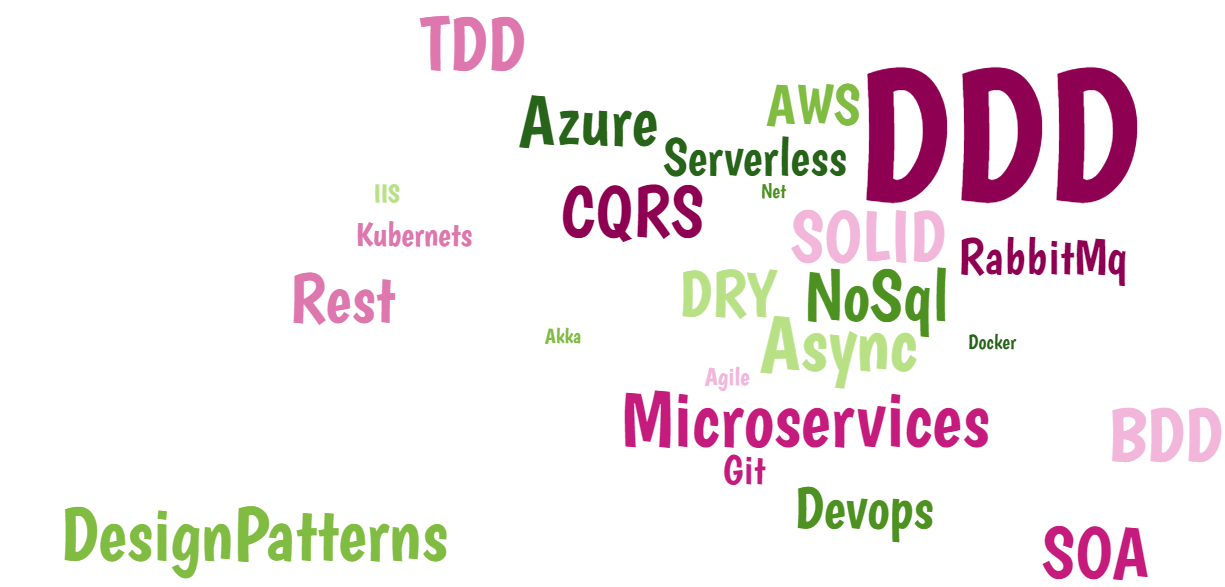 TDD
DDD
AWS
Azure
Serverless
Net
IIS
CQRS
SOLID
Kubernets
RabbitMq
Rest
DRY
NoSql
Akka
Async
Docker
Agile
Microservices
BDD
Git
Devops
DesignPatterns
SOA